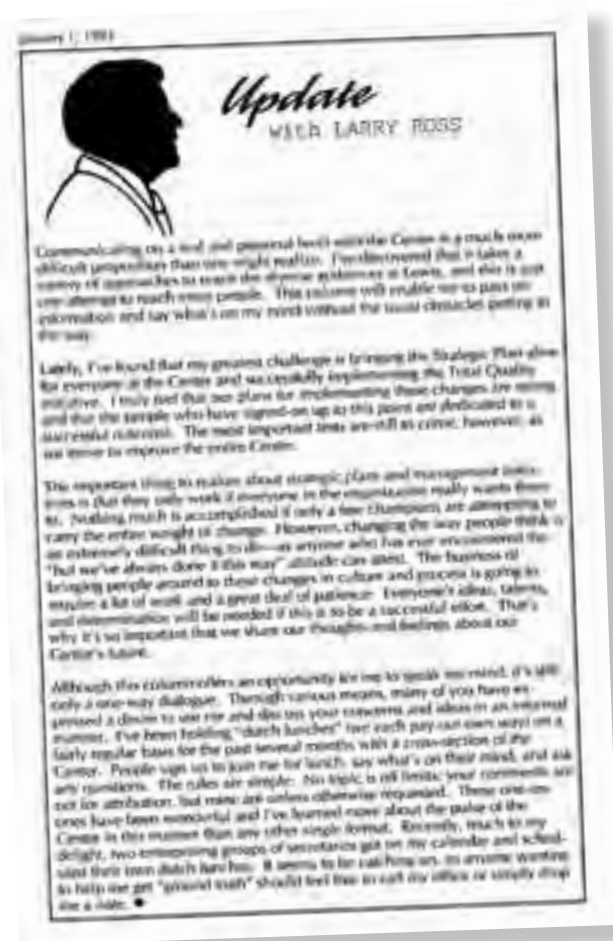 January 1, 1993
Update
with LARRY ROSS
Communicating on a real and personal level with the Center is a much more
difficult proposition than one might realize. I've discovered that it takes a
variety of approaches to reach the diverse audiences at Lewis, and this is just
one attempt to reach more people. This column will enable me to pass on
information and say what's on my mind without the usual obstacles getting in
the way.
Lately, I've found that my greatest challenge is bringing the Strategic Plan alive
for everyone at the Center and successfully implementing the Total Quality
initiative. I truly feel that our plans for implementing these changes are strong
and that the people who have signed-on up to this point are dedicated to a
successful outcome. The most important tests are still to come, however, as
we strive to improve the entire Center.
The important thing to realize about strategic plans and management initia-
tives is that they only work if everyone in the organization really wants them
to. Nothing much is accomplished if only a few champions are attempting to
carry the entire weight of change. However, changing the way people think is
an extremely difficult thing to do—as anyone who has ever encountered the
"but we've always done it this way" attitude can attest. The business of
bringing people around to these changes in culture and process is going to
require a lot of work and a great deal of patience. Everyone's ideas, talents,
and determination will be needed if this is to be a successful effort. That's
why it's so important that we share our thoughts and feelings about our
Center's future.
Although this column offers an opportunity for me to speak my mind, it's still
only a one-way dialogue. Through various means, many of you have ex-
pressed a desire to see me and discuss your concerns and ideas in an informal
manner. I've been holding "dutch lunches" (we each pay our own way) on a
fairly regular basis for the past several months with a cross-section of the
Center. People sign up to join me for lunch, say what's on their mind, and ask
any questions. The rules are simple: No topic is off limits; your comments are
not for attribution, but mine are unless otherwise requested. These one-on-
ones have been wonderful and I've learned more about the pulse of the
Center in this manner than any other single format. Recently, much to my
delight, two enterprising groups of secretaries got on my calendar and sched-
uled their own dutch lunches. It seems to be catching on, so anyone wanting
to help me get "ground truth" should feel free to call my office or simply drop
me a note.